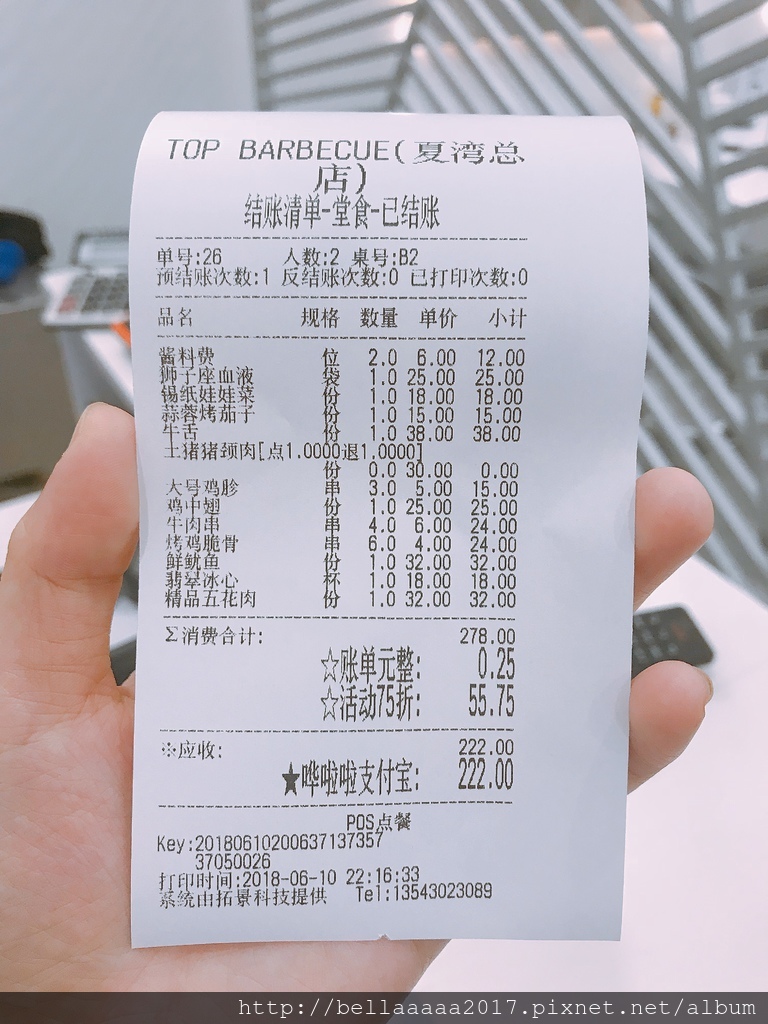 TOP BARBECUE(夏湾总
店)
结账清单-堂食-已结账
单号:26 人数:2 桌号:B2
预结账次数:1 反结账次数:0 已打印次数:0
品名 规格 数量 单价 小计
酱料费 位 2.0 6.00 12.00
狮子座血液 袋 1.0 25.00 25.00
锡纸娃娃菜 份 1.0 18.00 18.00
蒜蓉烤茄子 份 1.0 15.00 15.00
牛舌 份 1.0 38.00 38.00
土猪猪颈肉[点1.0000退1.0000]
份 0.0 30.00 0.00
大号鸡胗 串 3.0 5.00 15.00
鸡中翅 份 1.0 25.00 25.00
牛肉串 串 4.0 6.00 24.00
烤鸡脆骨 串 6.0 4.00 24.00
鲜鱿鱼 份 1.0 32.00 32.00
翡翠冰心 杯 1.0 18.00 18.00
精品五花肉 份 1.0 32.00 32.00
Σ消费合计: 278.00
☆账单元整: 0.25
☆活动75折: 55.75
※应收: 222.00
★哗啦啦支付宝: 222.00
POS点餐
Key:20180610200637137357
37050026
打印时间:2018-06-10 22:16:33
系统由拓景科技提供 Tel:13543023089
http://bellaaaaa2017.pixnet.net/album